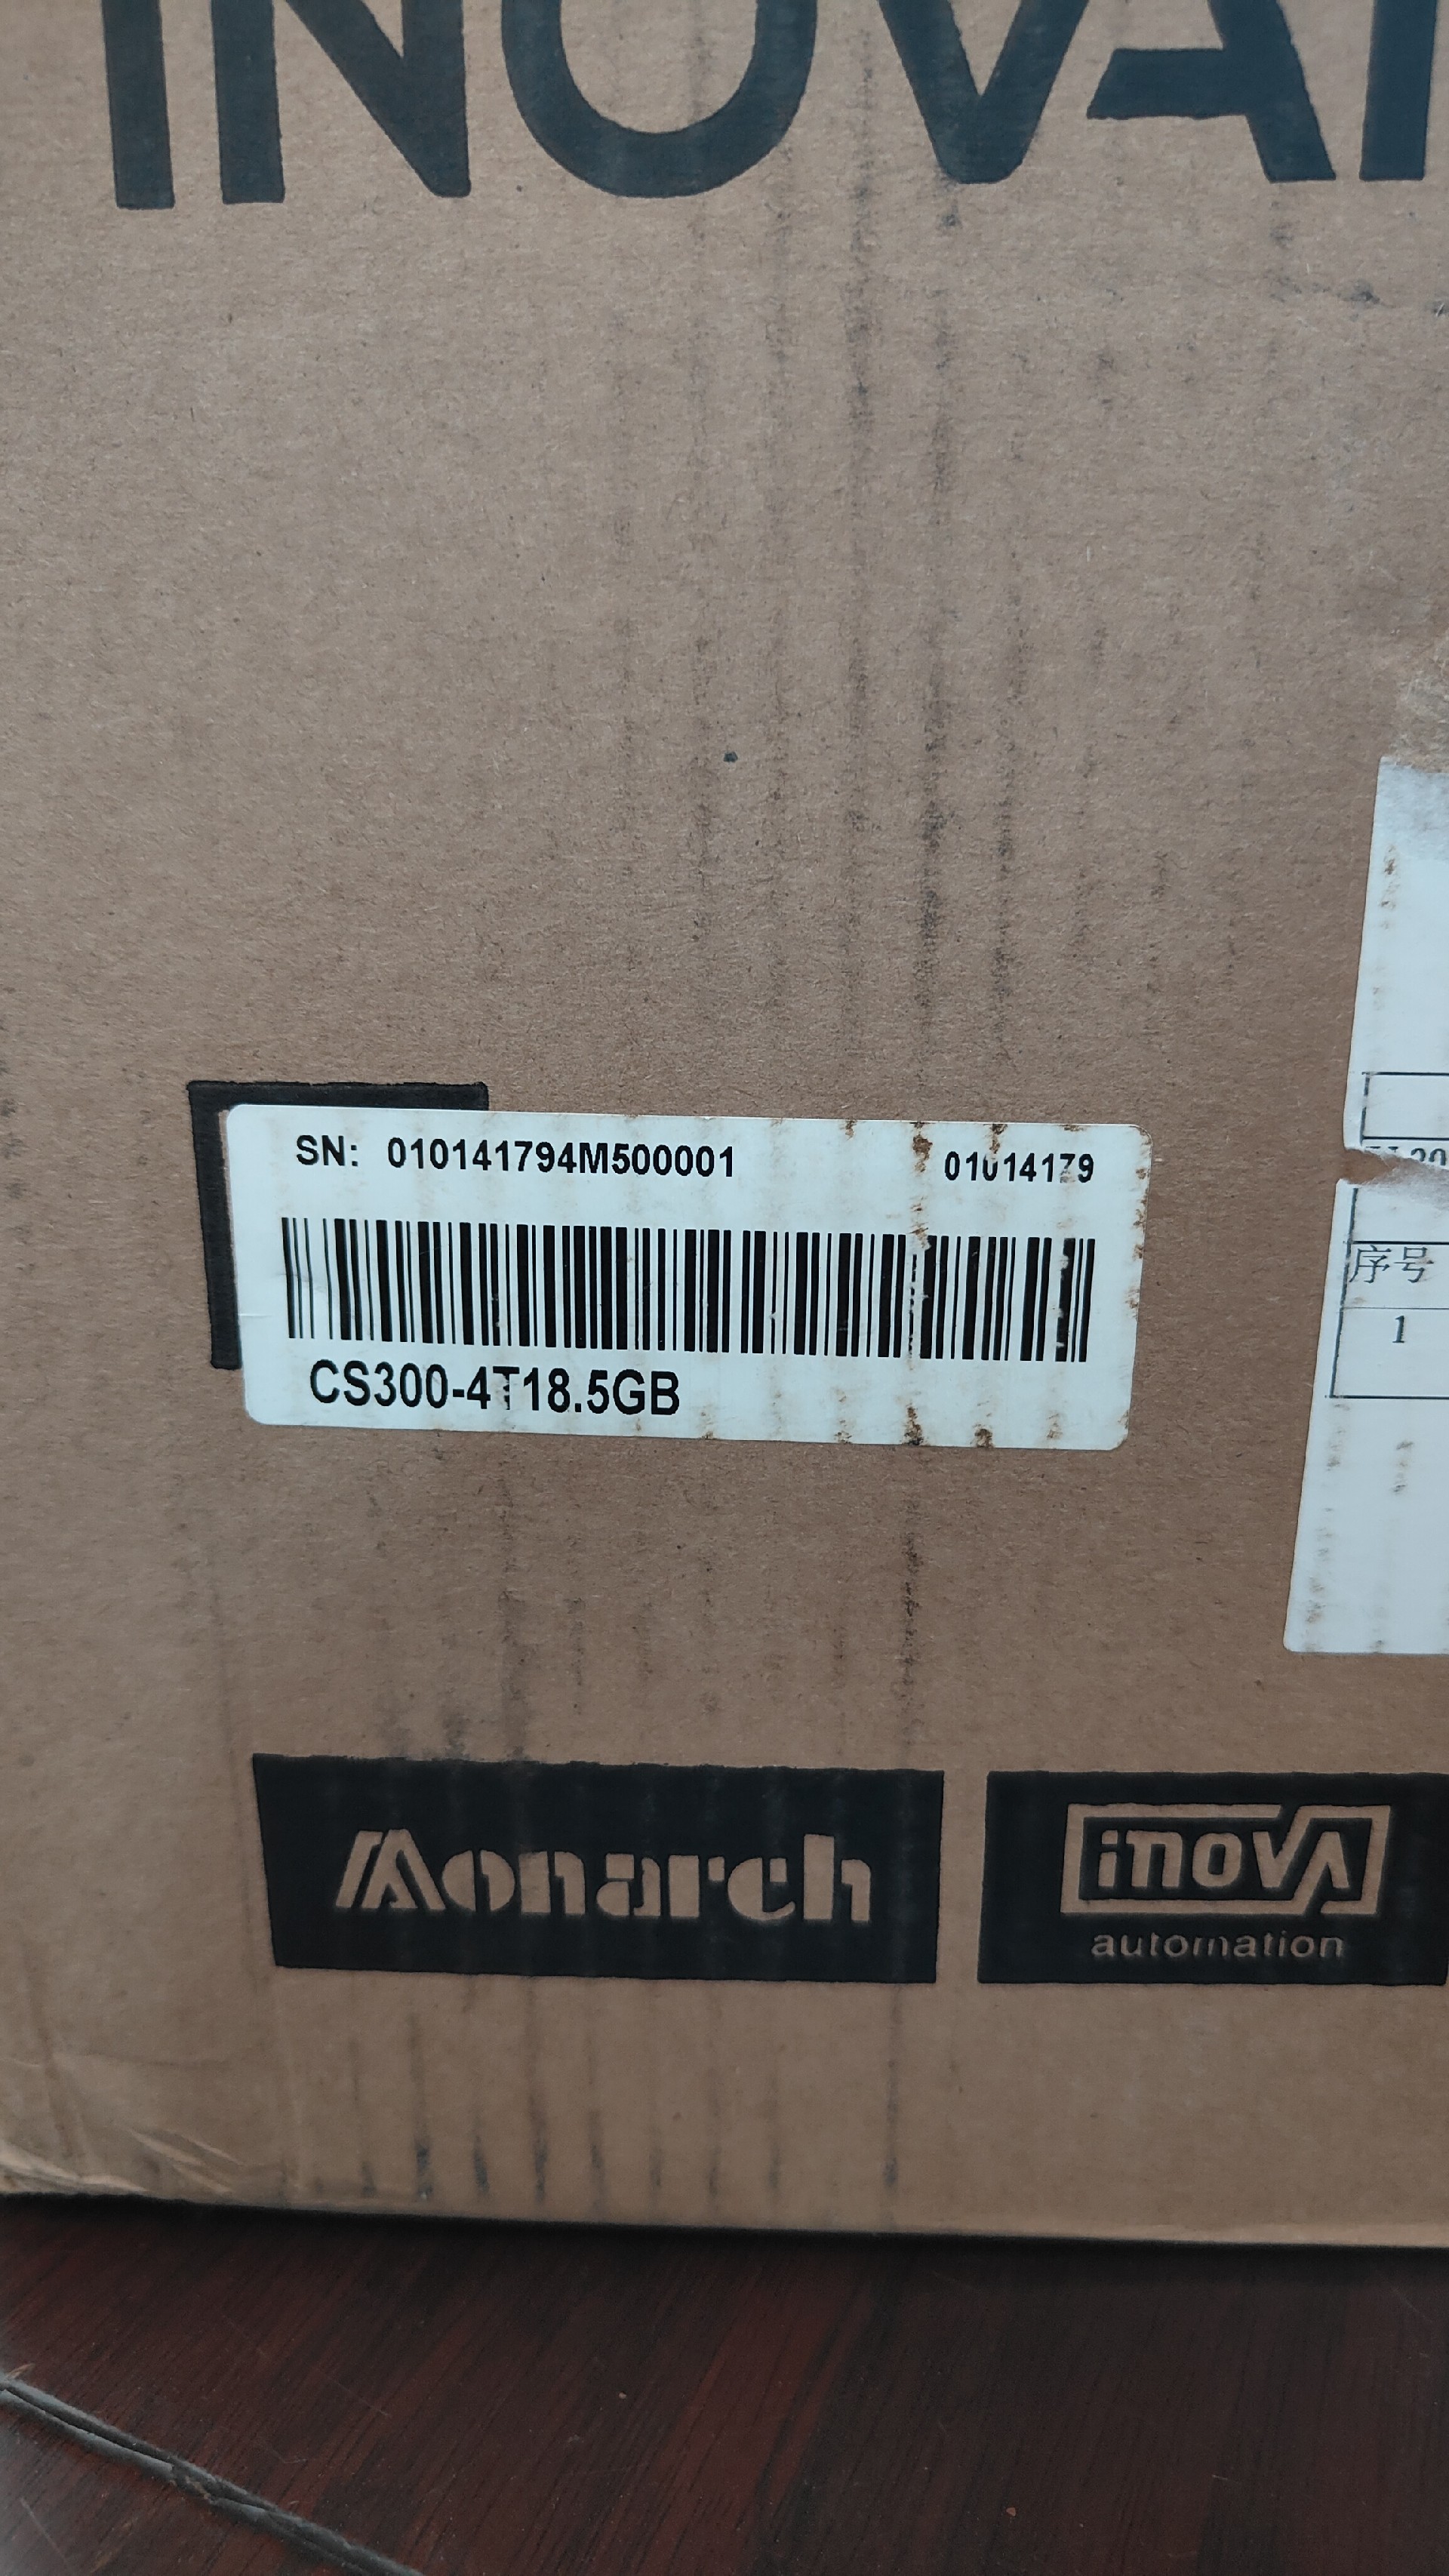 INOVA
SN: 010141794M500001 01014179
CS300-4T18.5GB
序号
1
Monarch
inovA
automation